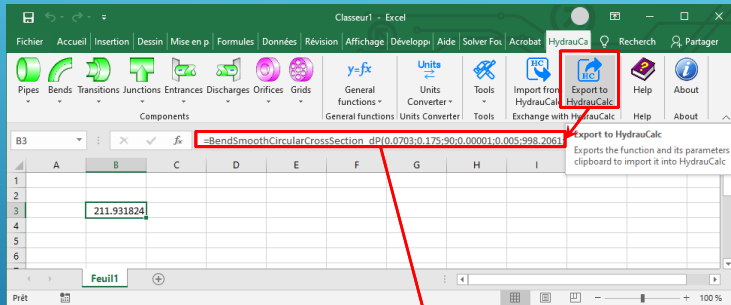 Classeur1 - Excel
Fichier Accueil Insertion Dessin Mise en p Formules Données Révision Affichage Développe Aide Solver Fou Acrobat HydrauCa Recherch Partager
Pipes Bends Transitions Junctions Entrances Discharges Orifices Grids
y=fx General functions
Units Units Converter
Tools
HC Import from HydrauCalc
HC Export to HydrauCalc
Help
i About
Components General functions Units Converter Tools Exchange with HydrauCalc Help About
B3 fx =BendSmoothCircularCrossSection_dP(0.0703;0.175;90;0.00001;0.005;998.2061
Export to HydrauCalc
Exports the function and its parameters
clipboard to import it into HydrauCalc
A B C D E F G H I
1
2
3 211.931824
4
5
6
Feuil1
Prêt 100 %